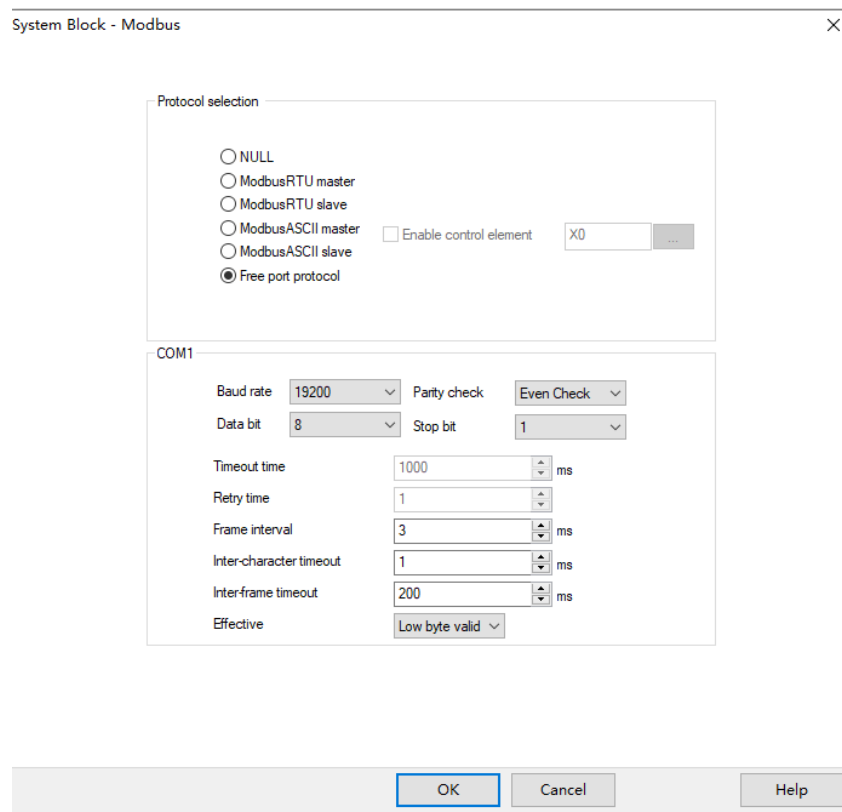 System Block - Modbus
Protocol selection
NULL
ModbusRTU master
ModbusRTU slave
ModbusASCII master
Enable control element X0 ...
ModbusASCII slave
Free port protocol
COM1
Baud rate 19200 Parity check Even Check
Data bit 8 Stop bit 1
Timeout time 1000 ms
Retry time 1
Frame interval 3 ms
Inter-character timeout 1 ms
Inter-frame timeout 200 ms
Effective Low byte valid
OK Cancel Help